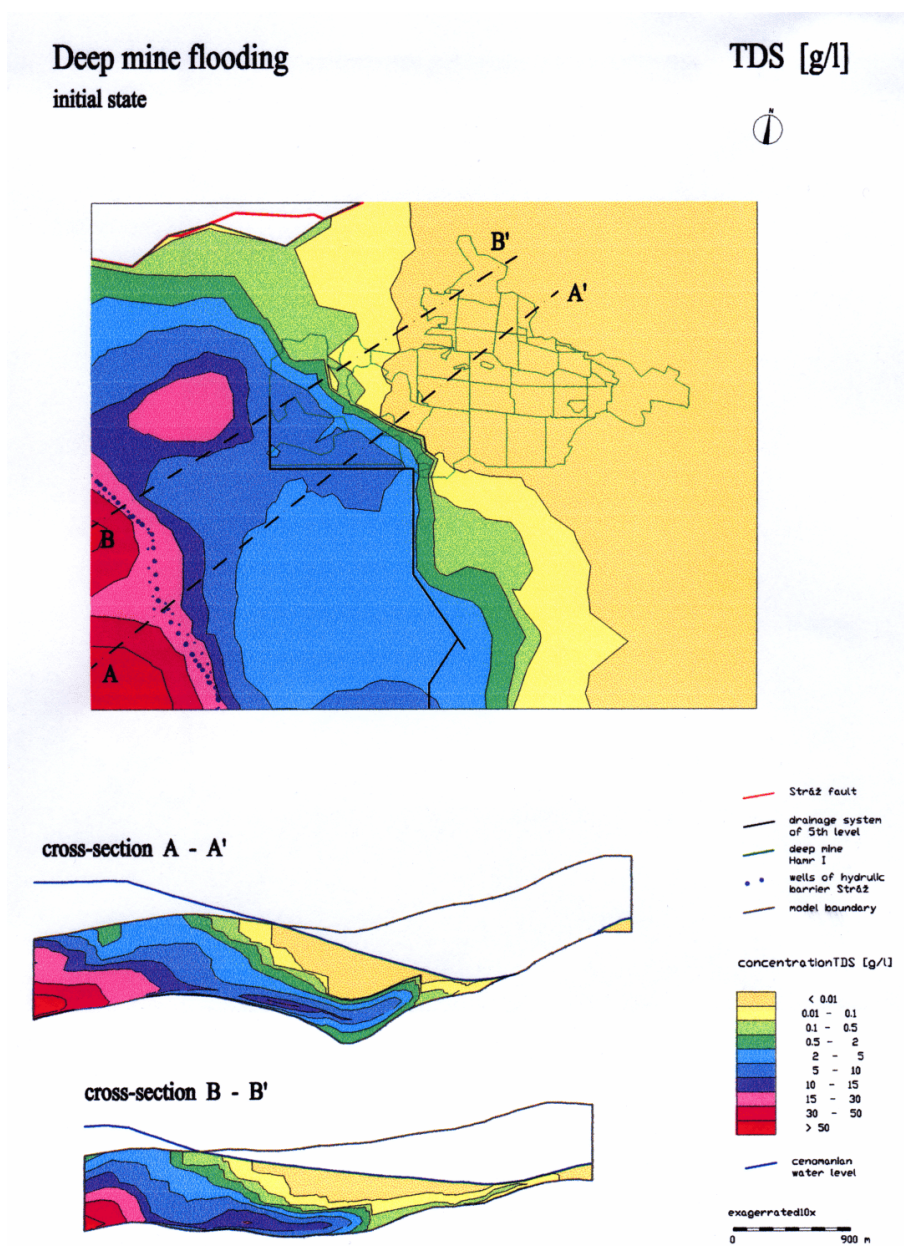 Deep mine flooding
TDS [g/l]
initial state
N
B'
A'
B
A
Stráž fault
drainage system
of 5th level
deep mine
Hamr I
wells of hydrulic
barrier Stráž
model boundary
cross-section A - A'
concentrationTDS [g/l]
< 0.01
0.01 - 0.1
0.1 - 0.5
0.5 - 2
2 - 5
5 - 10
10 - 15
15 - 30
30 - 50
> 50
cross-section B - B'
cenomanian
water level
exagerrated10x
0 900 m